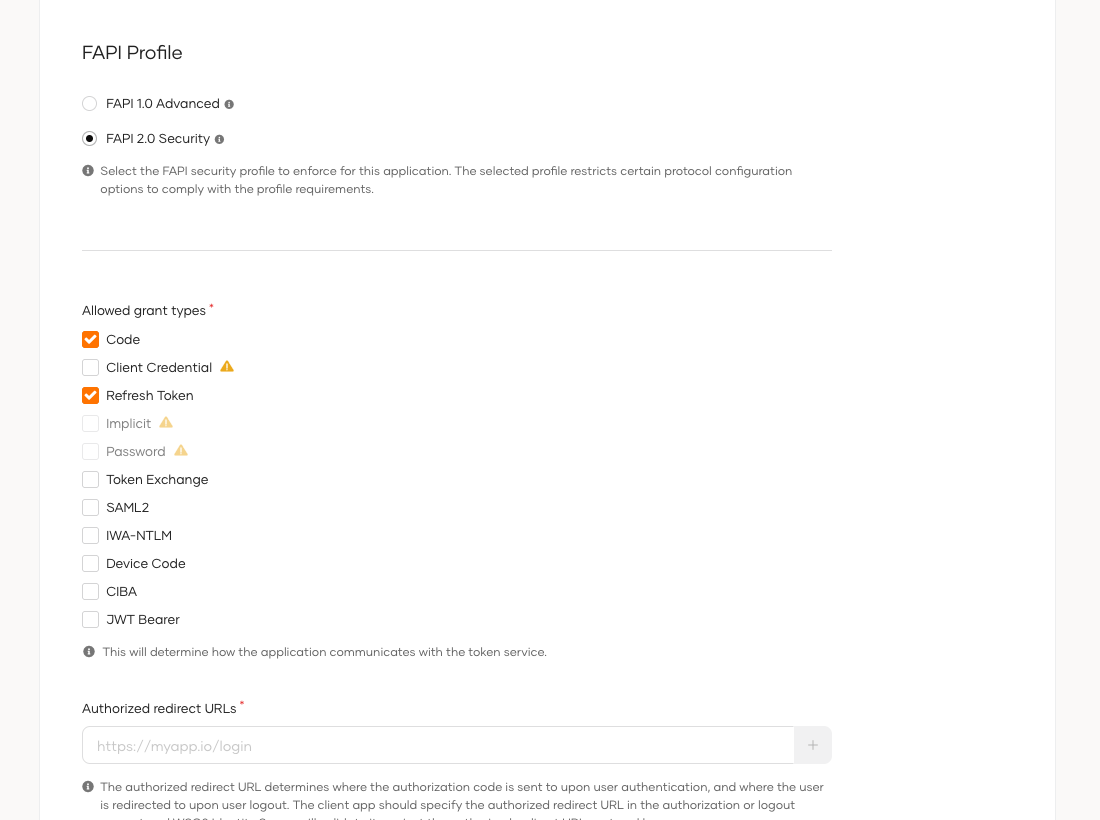 FAPI Profile
FAPI 1.0 Advanced
FAPI 2.0 Security
Select the FAPI security profile to enforce for this application. The selected profile restricts certain protocol configuration
options to comply with the profile requirements.
Allowed grant types *
Code
Client Credential
Refresh Token
Implicit
Password
Token Exchange
SAML2
IWA-NTLM
Device Code
CIBA
JWT Bearer
This will determine how the application communicates with the token service.
Authorized redirect URLs *
https://myapp.io/login
+
The authorized redirect URL determines where the authorization code is sent to upon user authentication, and where the user
is redirected to upon user logout. The client app should specify the authorized redirect URL in the authorization or logout